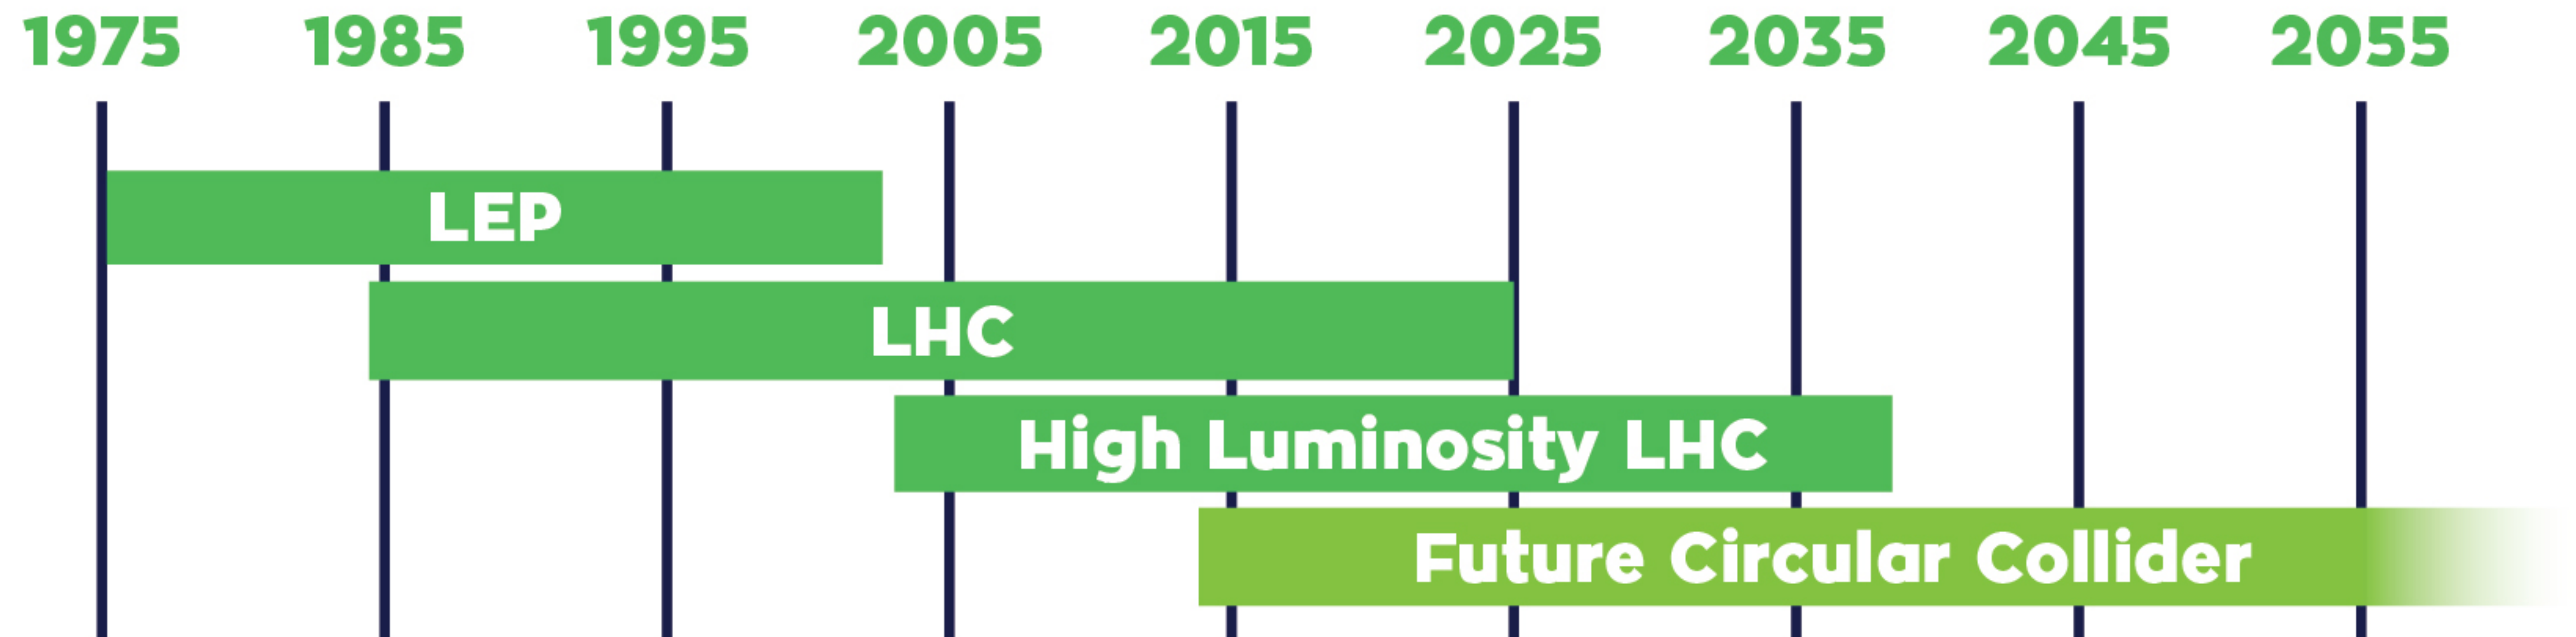 1975 1985 1995 2005 2015 2025 2035 2045 2055
LEP
LHC
High Luminosity LHC
Future Circular Collider